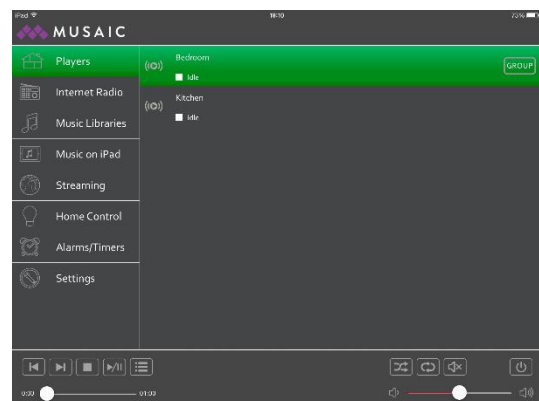 iPad 18:10 73%
MUSAIC
Players
Internet Radio
Music Libraries
Music on iPad
Streaming
Home Control
Alarms/Timers
Settings
Bedroom
Idle
GROUP
Kitchen
Idle
0:00 01:00